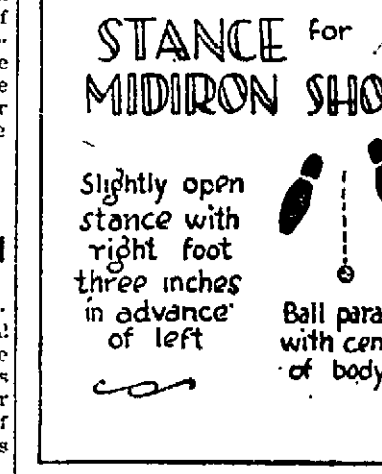 STANCE for
MIDIRON SHO
Slightly open
stance with
right foot
three inches
in advance
of left
Ball para
with cen
of body